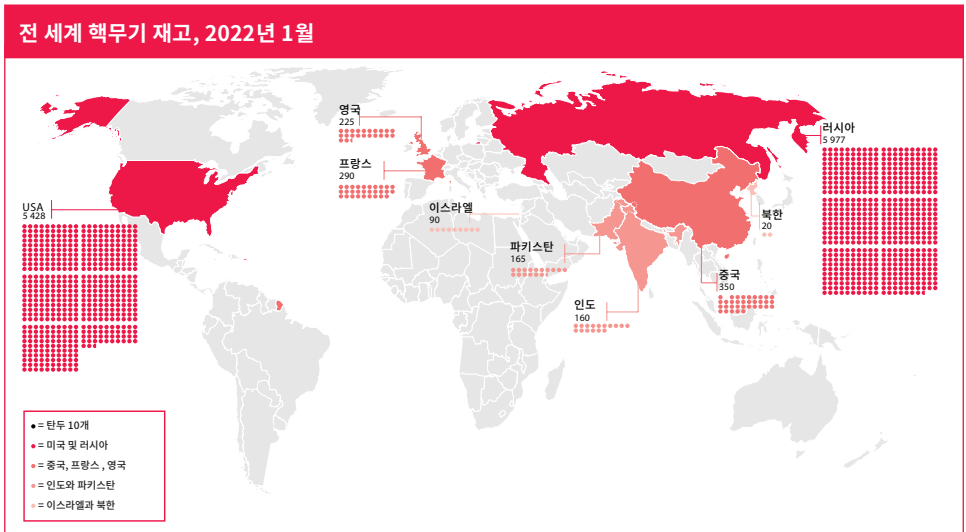 전 세계 핵무기 재고, 2022년 1월
영국
225
프랑스
290
러시아
5 977
USA
5 428
이스라엘
90
북한
20
파키스탄
165
중국
350
인도
160
= 탄두 10개
= 미국 및 러시아
= 중국, 프랑스 , 영국
= 인도와 파키스탄
= 이스라엘과 북한